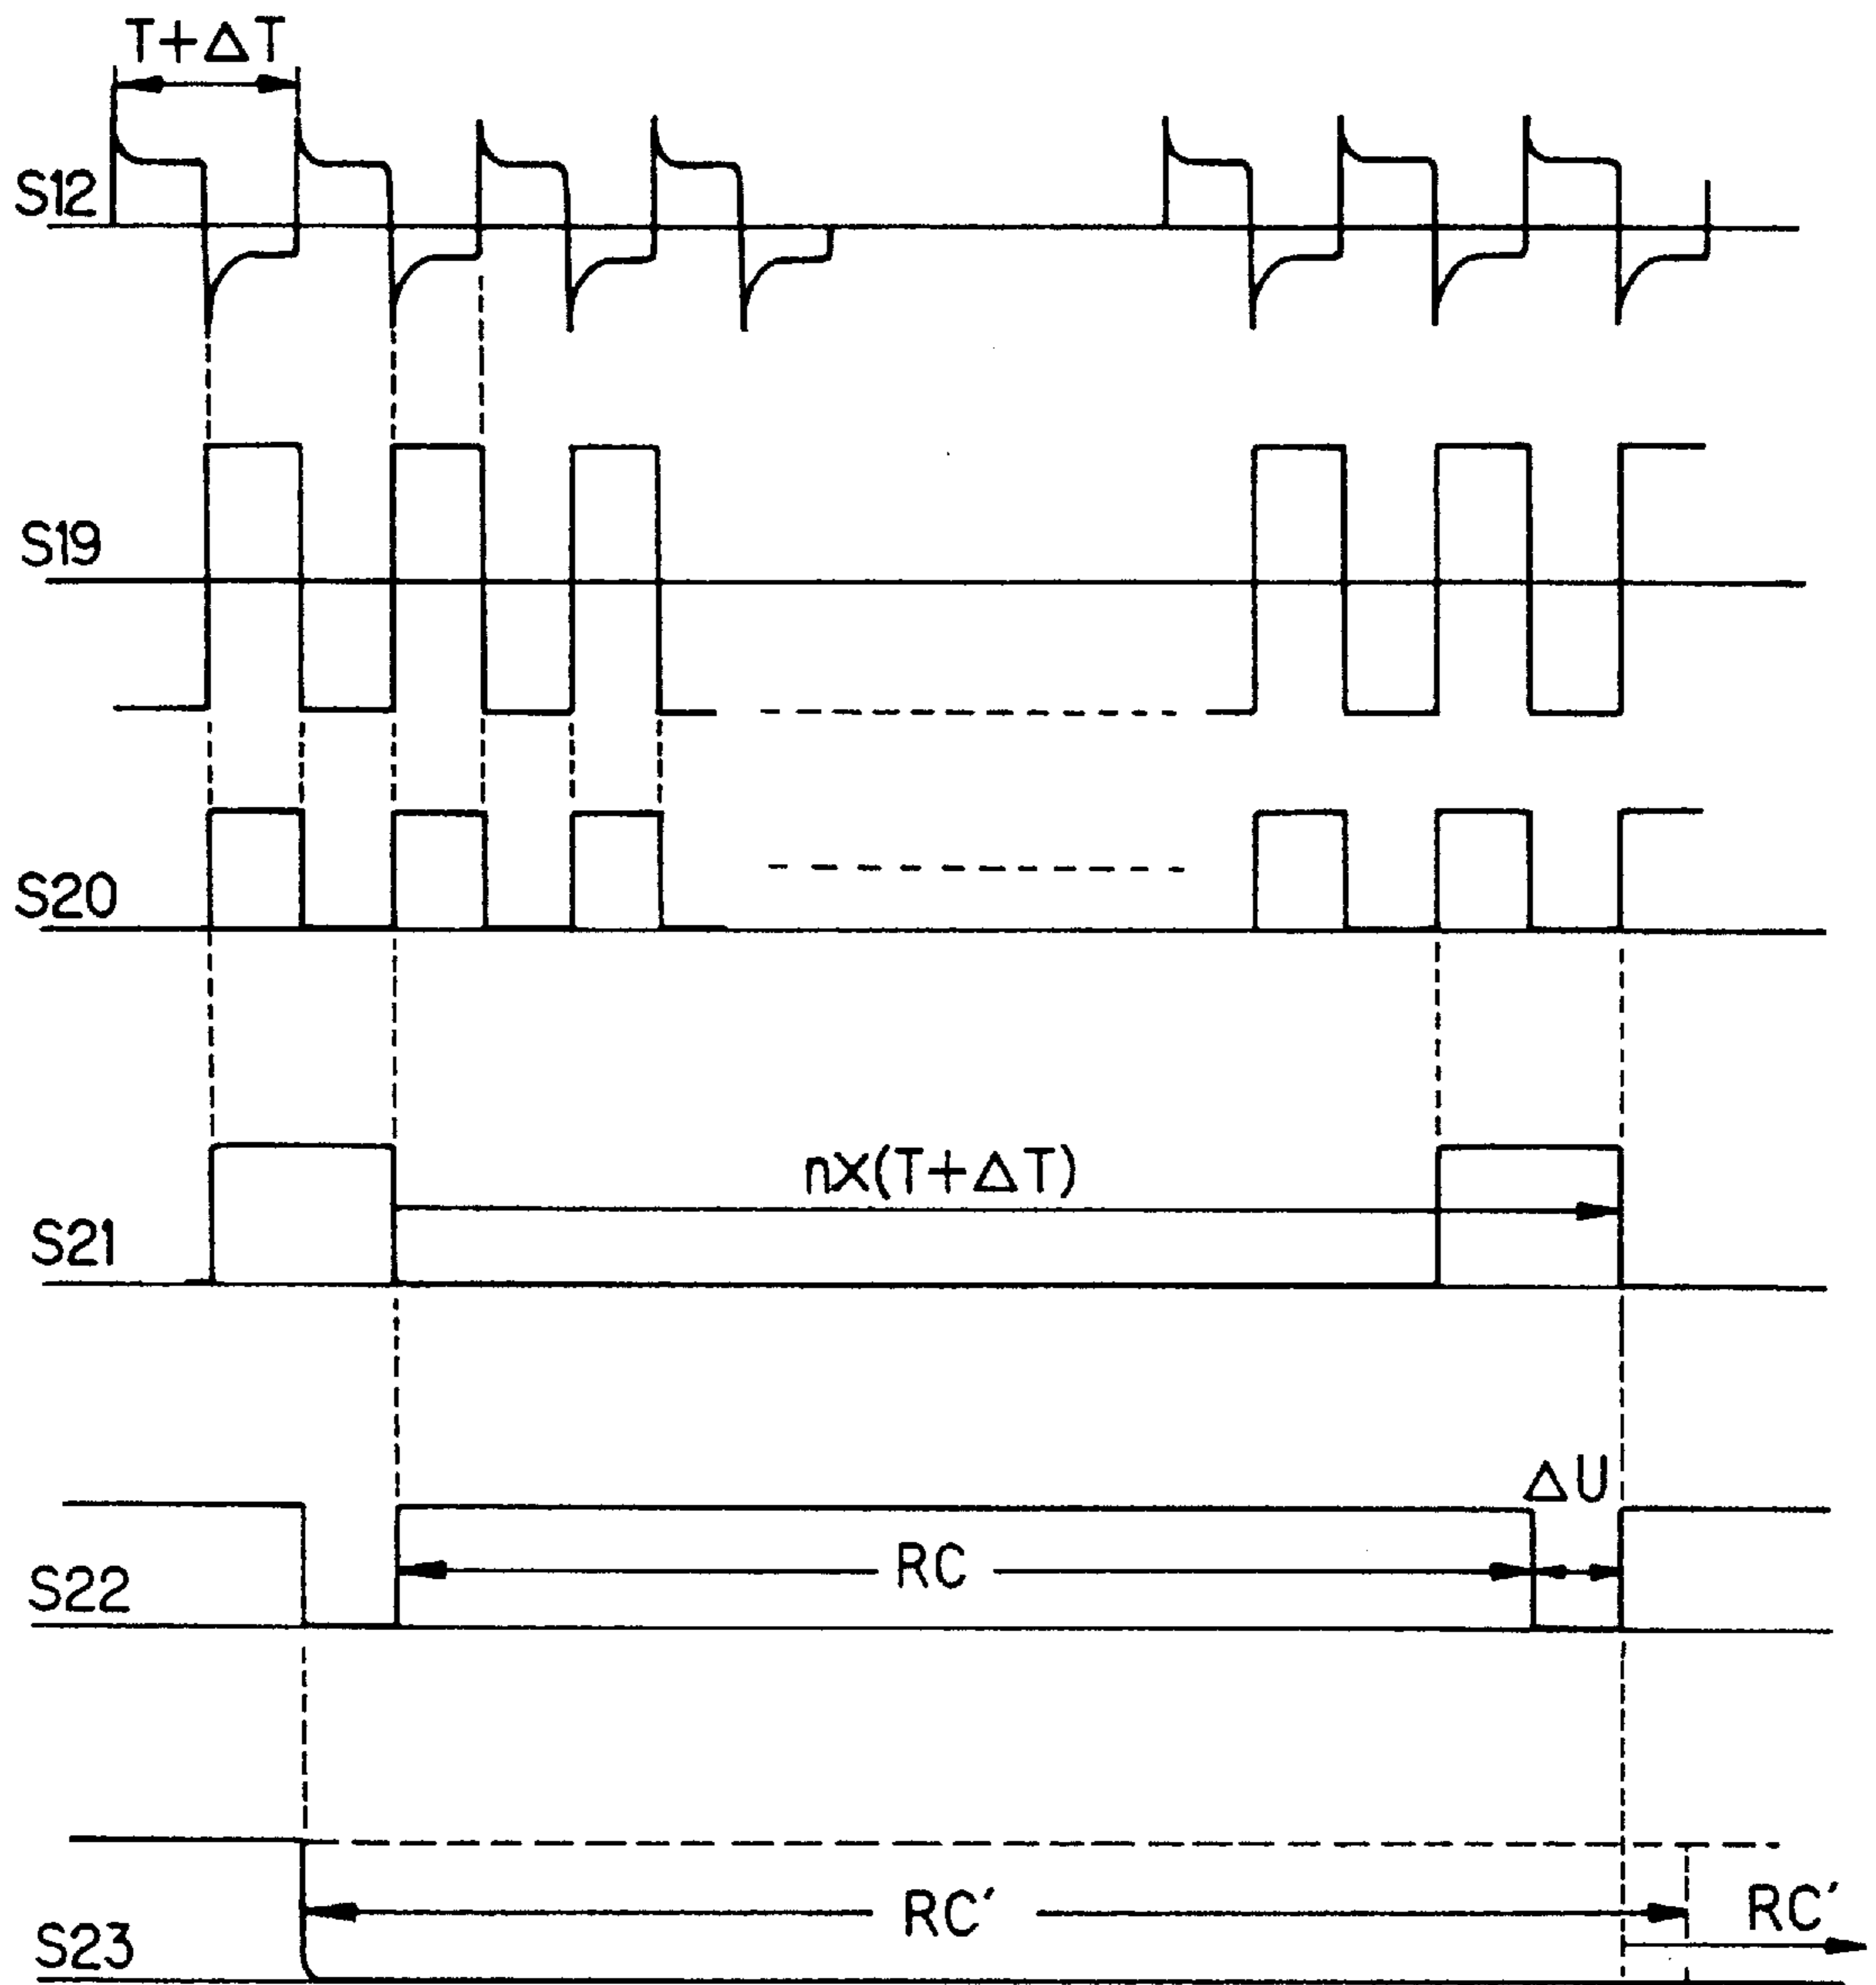 T+ΔT
S12
S19
S20
nx(T+ΔT)
S21
ΔU
RC
S22
RC′
RC′
S23